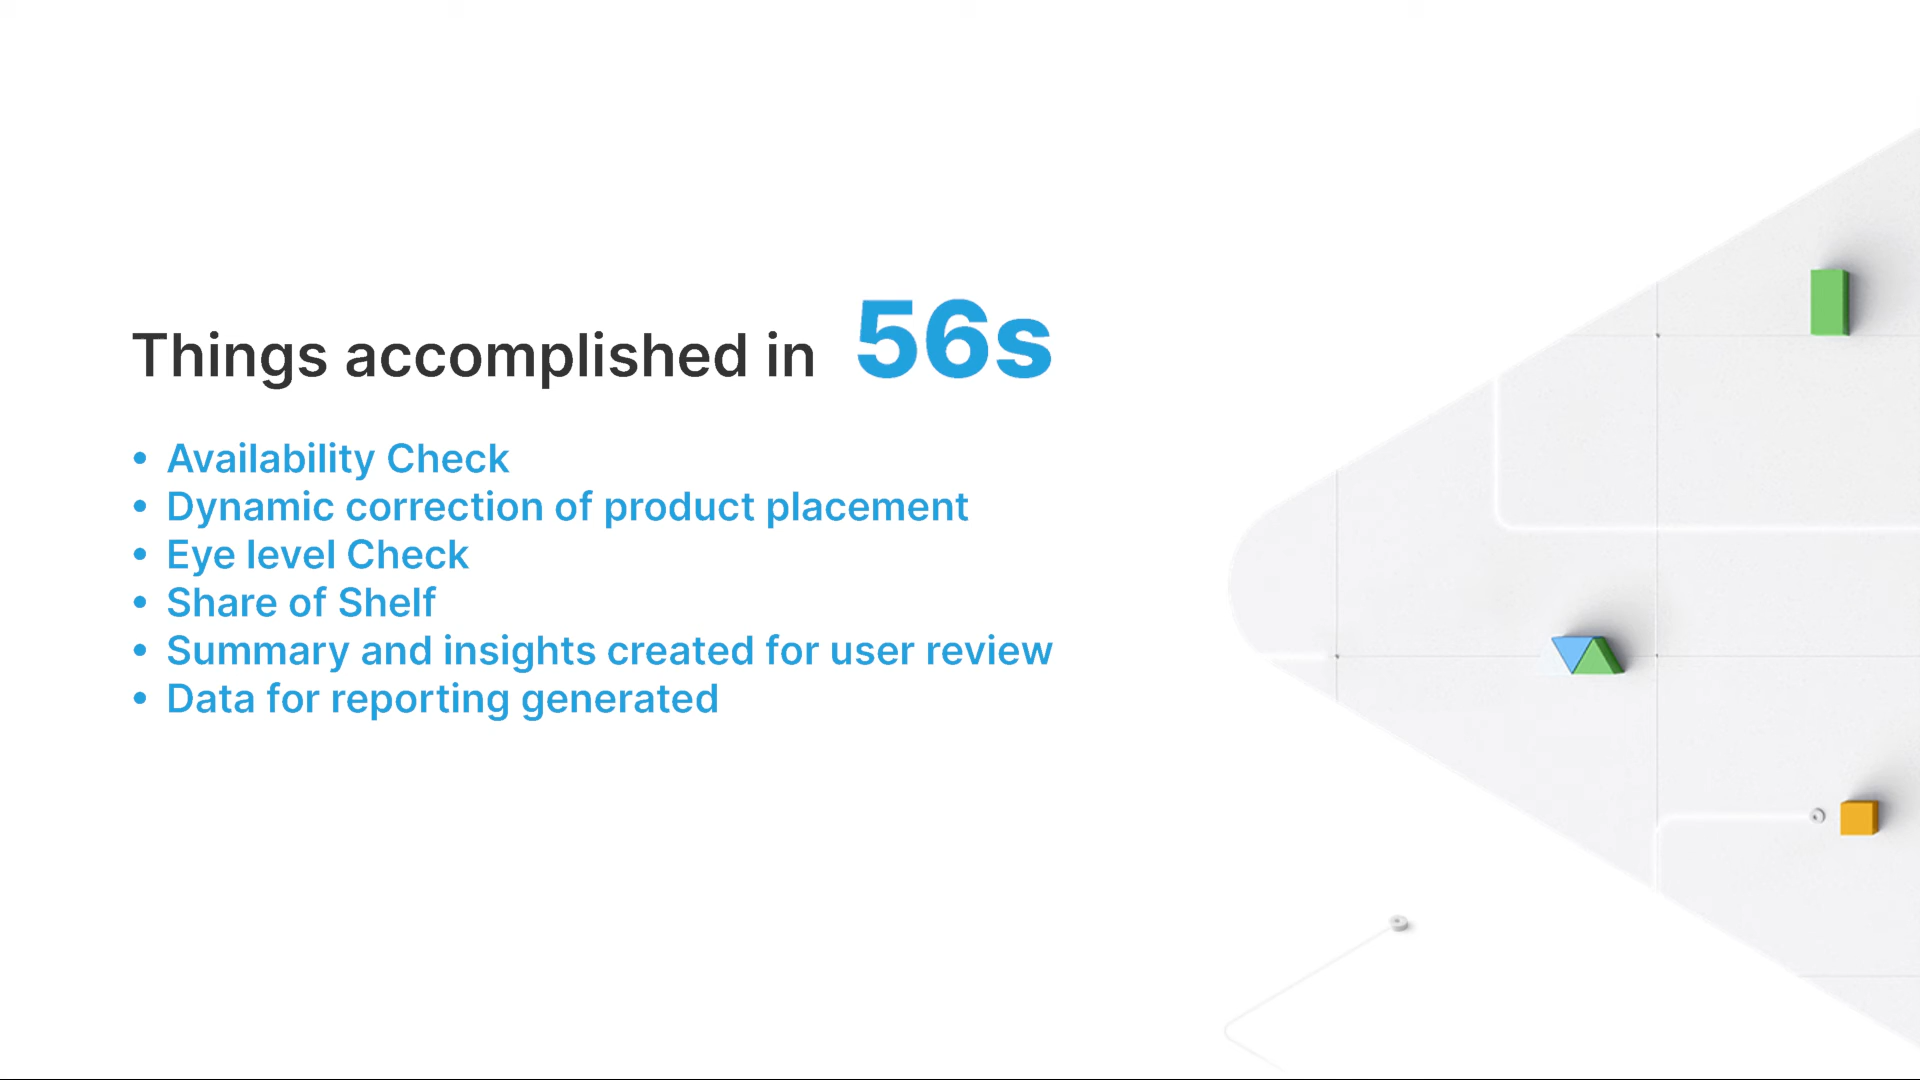 Things accomplished in 56s
• Availability Check
• Dynamic correction of product placement
• Eye level Check
• Share of Shelf
• Summary and insights created for user review
• Data for reporting generated